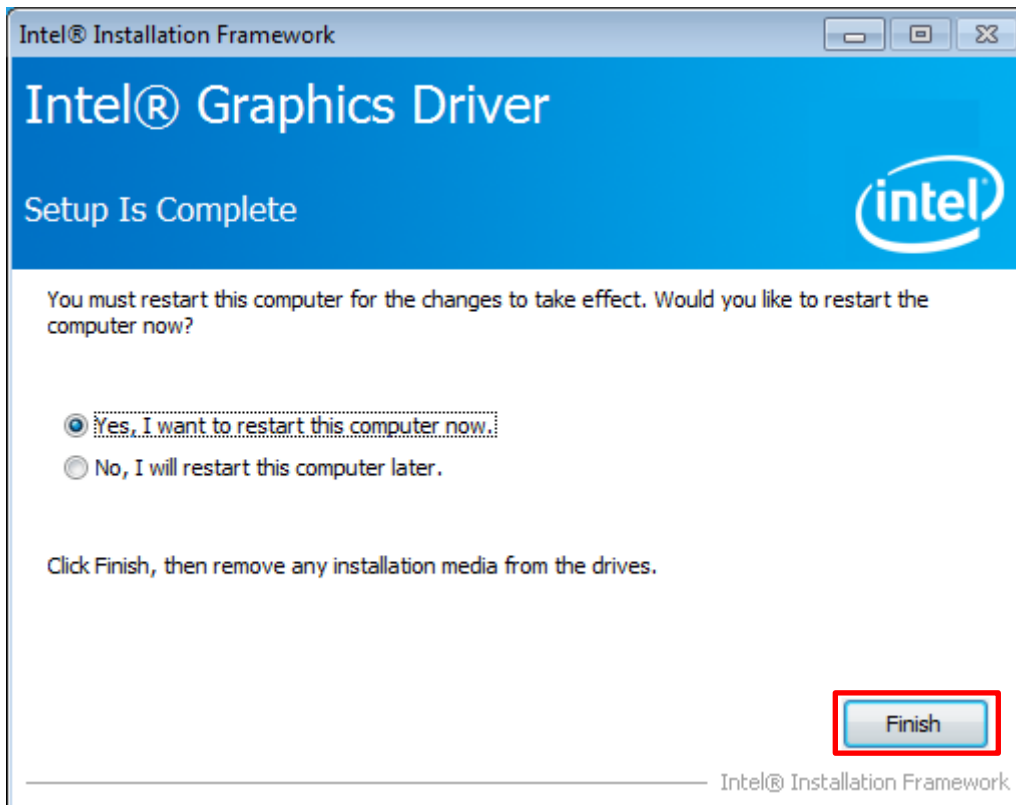 Intel® Installation Framework
Intel® Graphics Driver
Setup Is Complete
intel®
You must restart this computer for the changes to take effect. Would you like to restart the
computer now?
Yes, I want to restart this computer now.
No, I will restart this computer later.
Click Finish, then remove any installation media from the drives.
Finish
Intel® Installation Framework